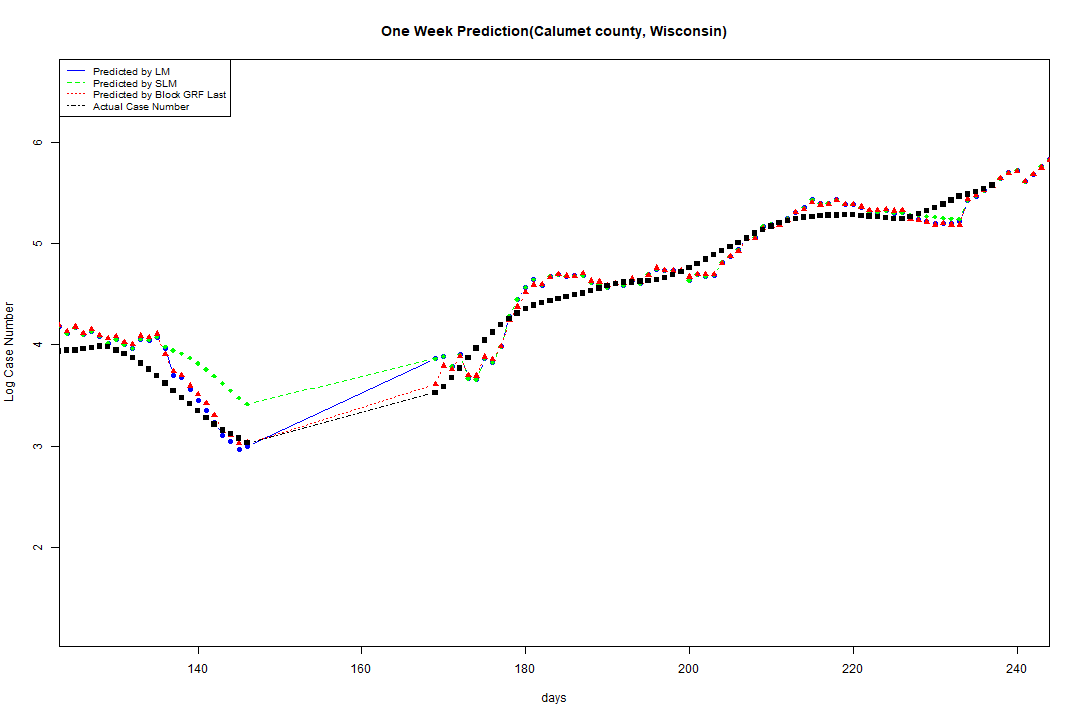 One Week Prediction(Calumet county, Wisconsin)
Predicted by LM
Predicted by SLM
Predicted by Block GRF Last
Actual Case Number
6
5
4
3
2
Log Case Number
140 160 180 200 220 240
days